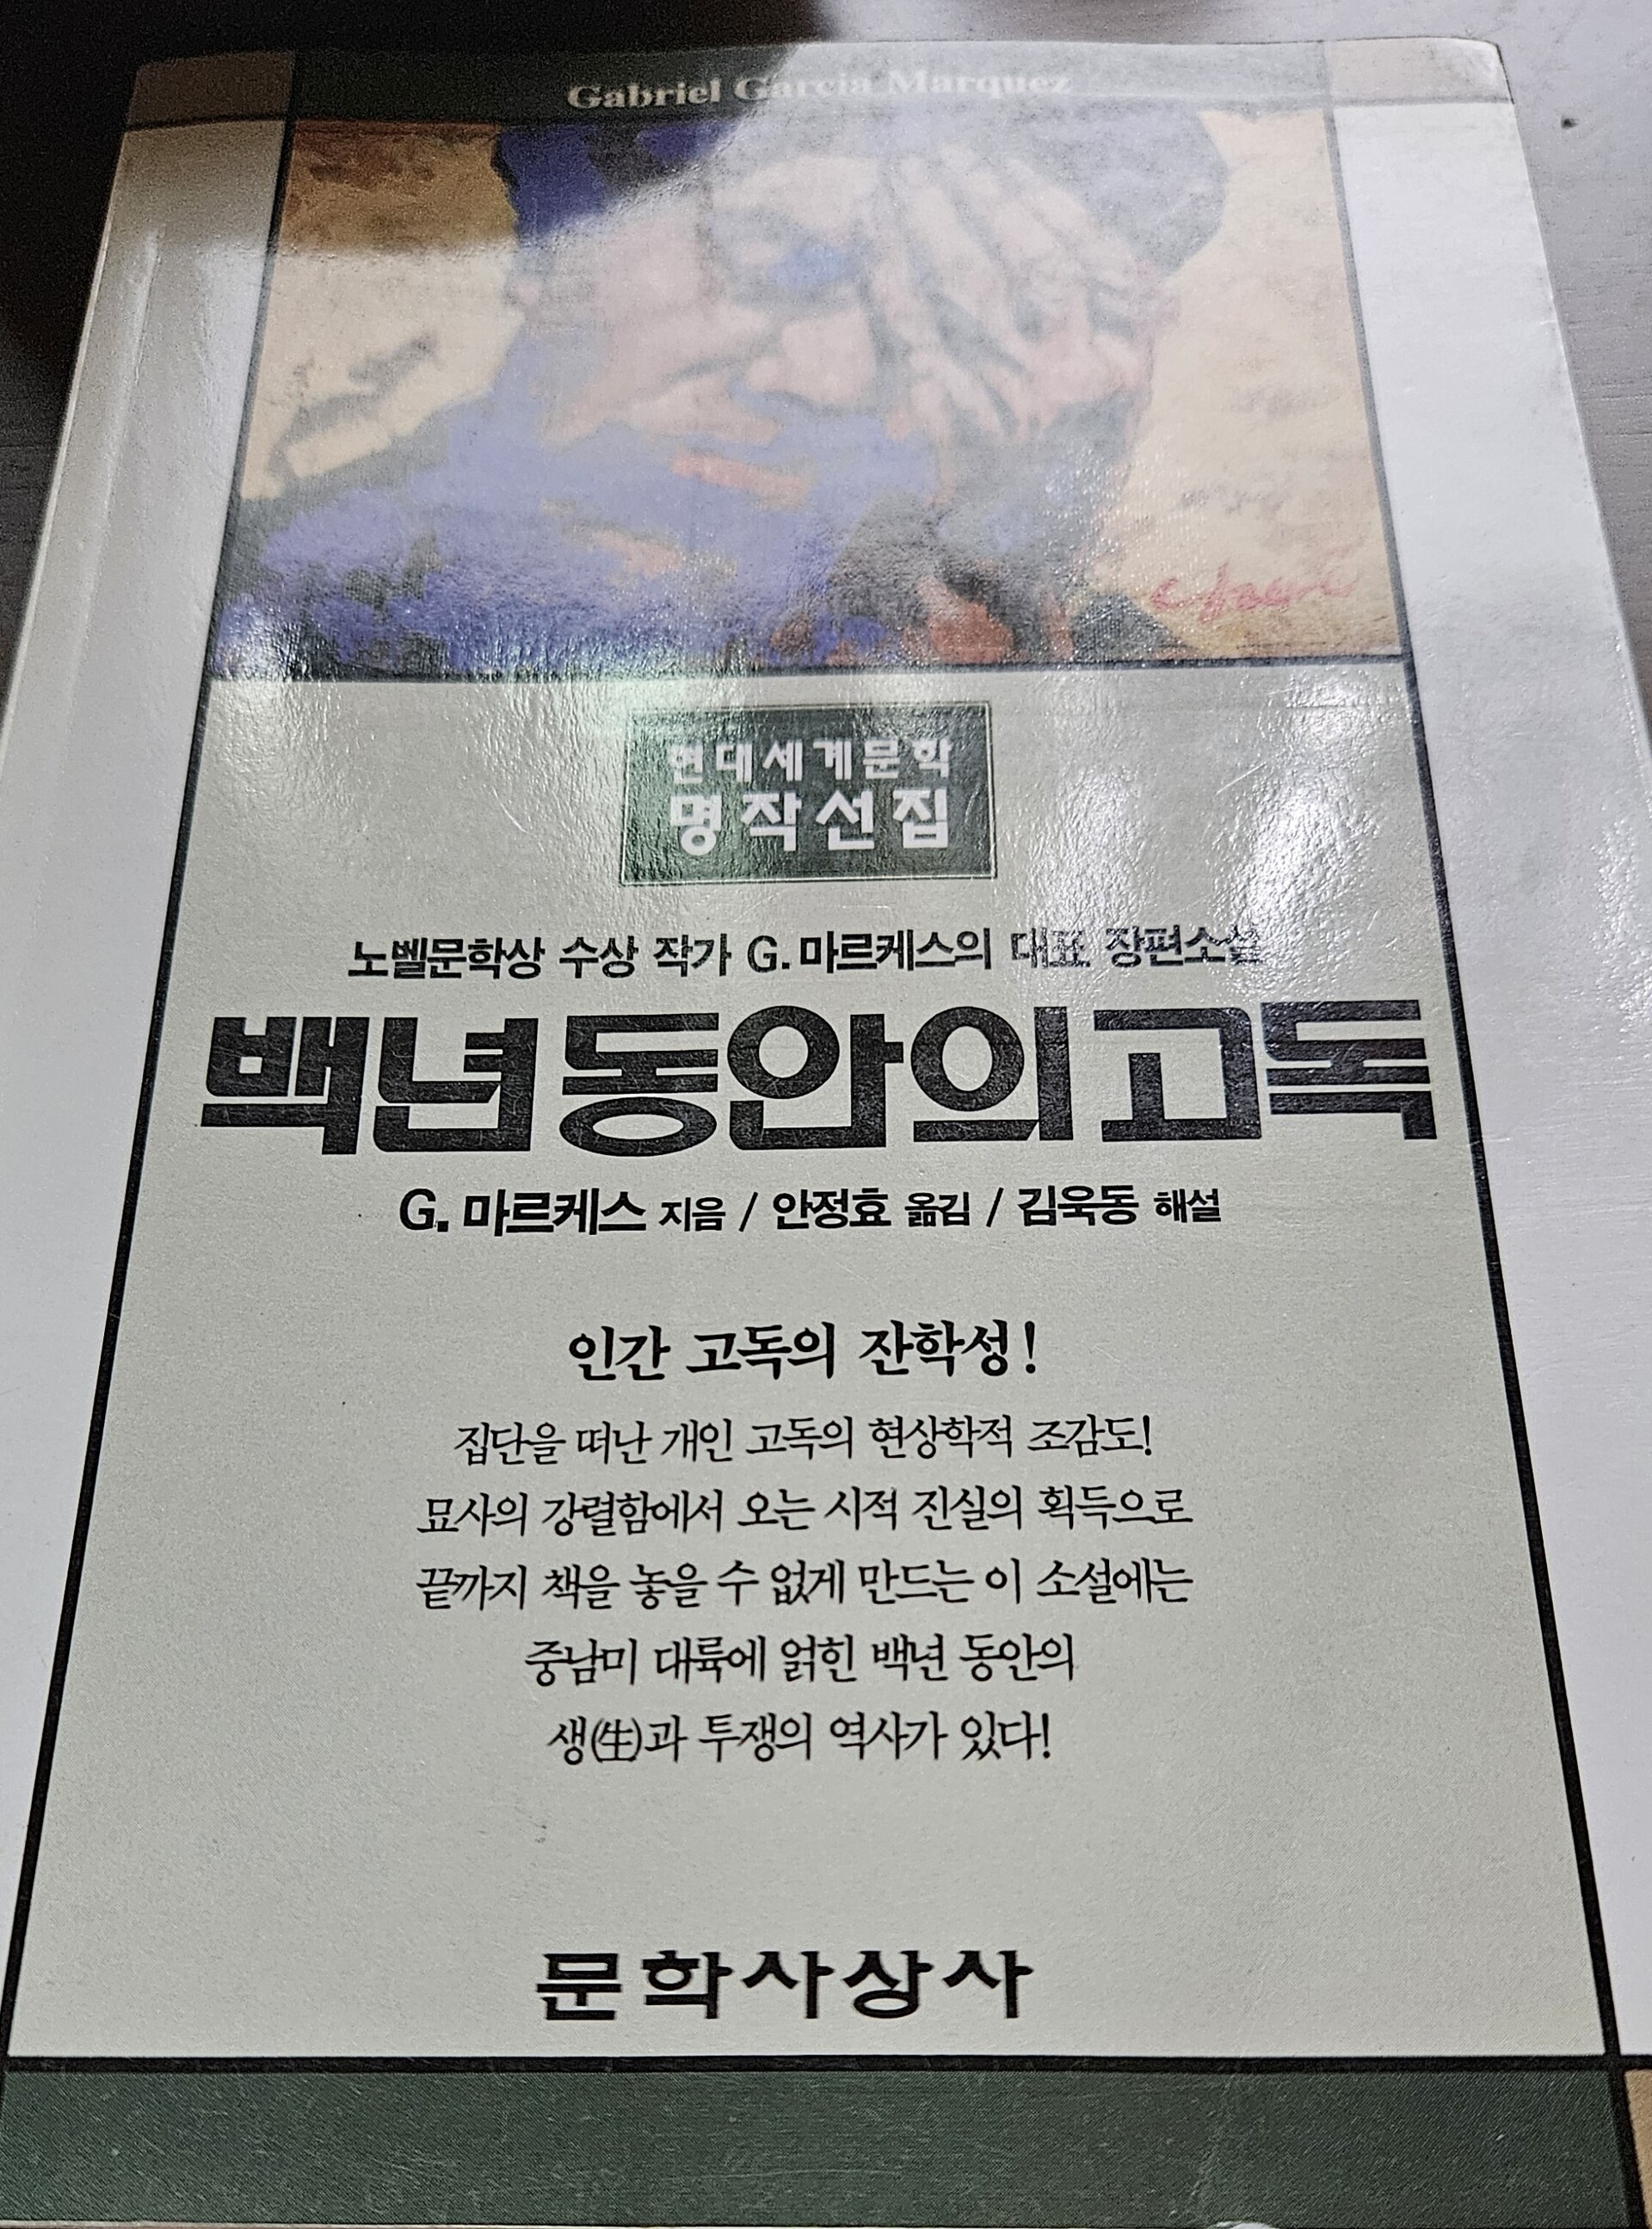 Gabriel Garcia Marquez
현대세계문학
명작선집
노벨문학상 수상 작가 G. 마르케스의 대표 장편소설
백년 동안의 고독
G. 마르케스 지음 / 안정효 옮김 / 김욱동 해설
인간 고독의 잔학성!
집단을 떠난 개인 고독의 현상학적 조감도!
묘사의 강렬함에서 오는 시적 진실의 획득으로
끝까지 책을 놓을 수 없게 만드는 이 소설에는
중남미 대륙에 얽힌 백년 동안의
생(生)과 투쟁의 역사가 있다!
문학사상사